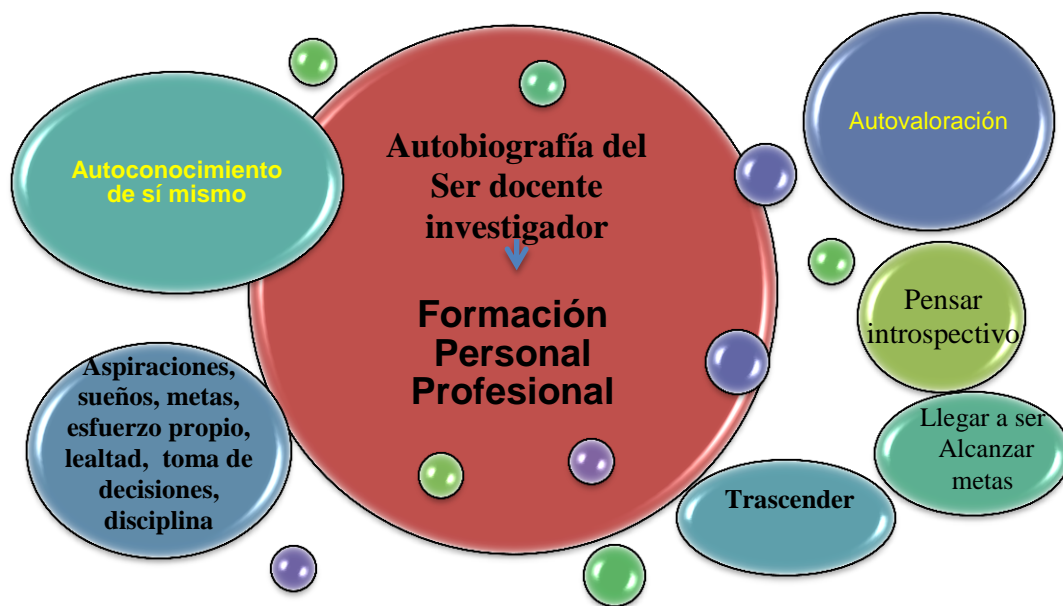 Autoconocimiento
de sí mismo
Autobiografía del
Ser docente
investigador
Formación
Personal
Profesional
Autovaloración
Pensar
introspectivo
Aspiraciones,
sueños, metas,
esfuerzo propio,
lealtad, toma de
decisiones,
disciplina
Llegar a ser
Alcanzar
metas
Trascender